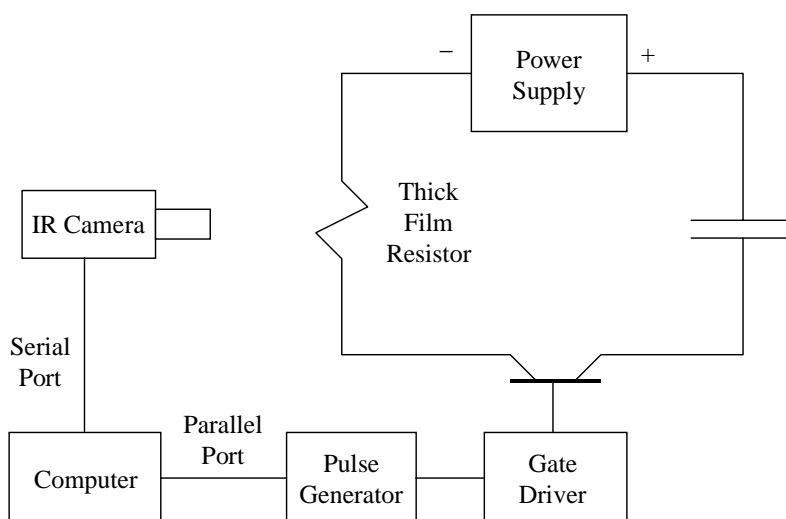 − Power +
Supply
Thick
Film
Resistor
IR Camera
Serial
Port
Parallel
Port
Computer
Pulse
Generator
Gate
Driver